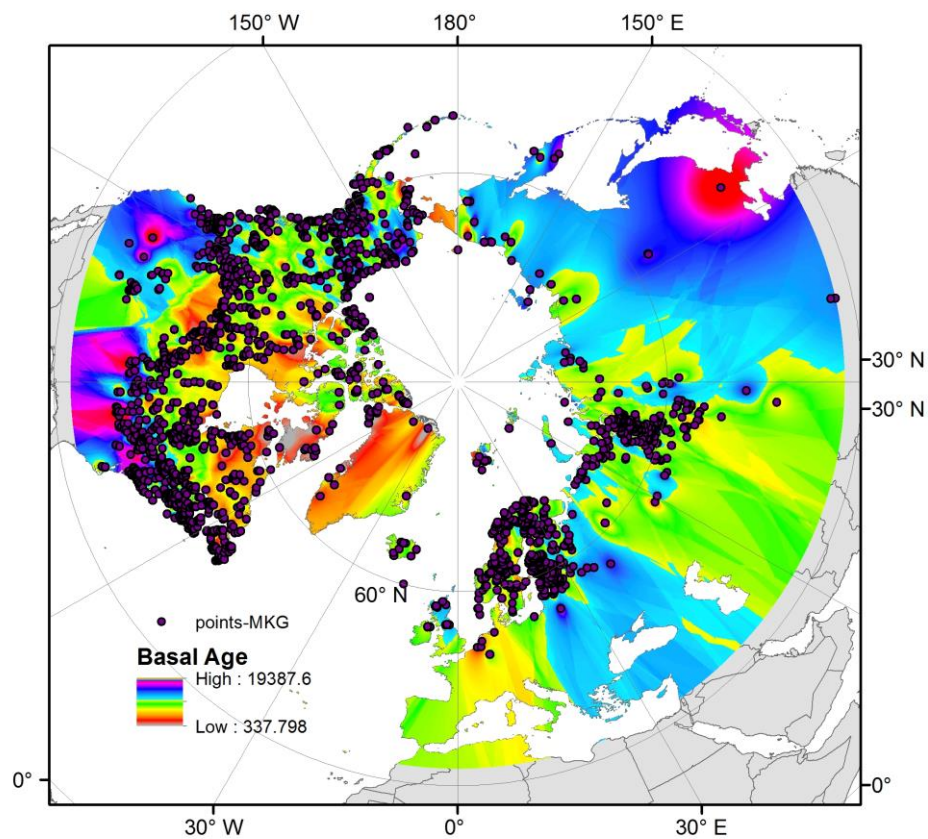 150° W 180° 150° E
30° N
30° N
60° N
points-MKG
Basal Age
High : 19387.6
Low : 337.798
0° 0°
30° W 0° 30° E